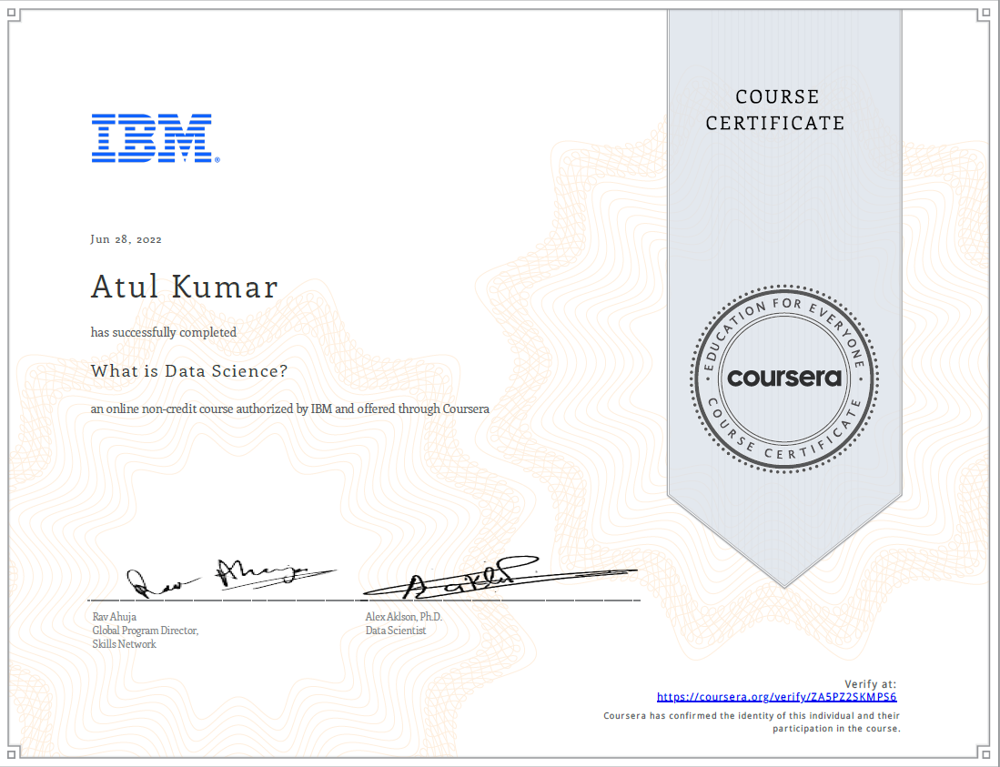 COURSE
CERTIFICATE
IBM®
Jun 28, 2022
Atul Kumar
has successfully completed
What is Data Science?
an online non-credit course authorized by IBM and offered through Coursera
EDUCATION FOR EVERYONE
coursera
COURSE CERTIFICATE
Rav Ahuja
Global Program Director,
Skills Network
Alex Aklson, Ph.D.
Data Scientist
Verify at:
https://coursera.org/verify/ZA5PZ2SKMPS6
Coursera has confirmed the identity of this individual and their
participation in the course.